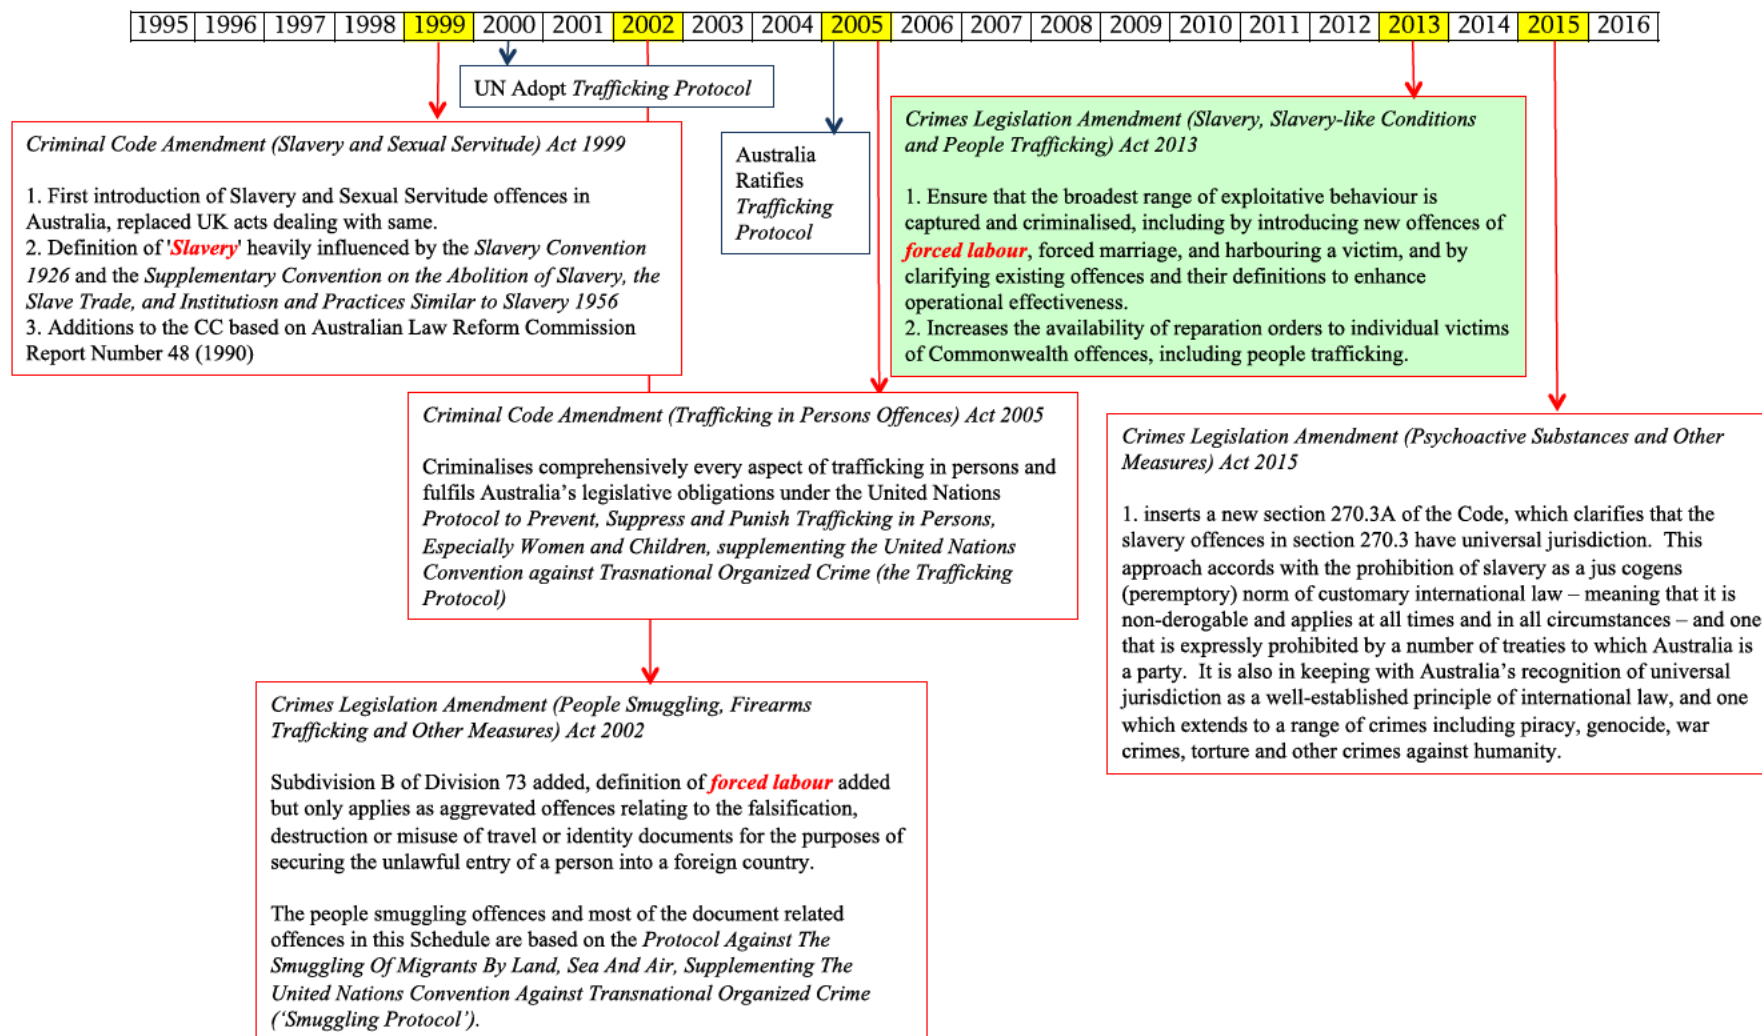 1995 1996 1997 1998 1999 2000 2001 2002 2003 2004 2005 2006 2007 2008 2009 2010 2011 2012 2013 2014 2015 2016
UN Adopt Trafficking Protocol
Criminal Code Amendment (Slavery and Sexual Servitude) Act 1999
1. First introduction of Slavery and Sexual Servitude offences in
Australia, replaced UK acts dealing with same.
2. Definition of 'Slavery' heavily influenced by the Slavery Convention
1926 and the Supplementary Convention on the Abolition of Slavery, the
Slave Trade, and Institutiosn and Practices Similar to Slavery 1956
3. Additions to the CC based on Australian Law Reform Commission
Report Number 48 (1990)
Australia
Ratifies
Trafficking
Protocol
Crimes Legislation Amendment (Slavery, Slavery-like Conditions
and People Trafficking) Act 2013
1. Ensure that the broadest range of exploitative behaviour is
captured and criminalised, including by introducing new offences of
forced labour, forced marriage, and harbouring a victim, and by
clarifying existing offences and their definitions to enhance
operational effectiveness.
2. Increases the availability of reparation orders to individual victims
of Commonwealth offences, including people trafficking.
Criminal Code Amendment (Trafficking in Persons Offences) Act 2005
Criminalises comprehensively every aspect of trafficking in persons and
fulfils Australia’s legislative obligations under the United Nations
Protocol to Prevent, Suppress and Punish Trafficking in Persons,
Especially Women and Children, supplementing the United Nations
Convention against Trasnational Organized Crime (the Trafficking
Protocol)
Crimes Legislation Amendment (Psychoactive Substances and Other
Measures) Act 2015
1. inserts a new section 270.3A of the Code, which clarifies that the
slavery offences in section 270.3 have universal jurisdiction.  This
approach accords with the prohibition of slavery as a jus cogens
(peremptory) norm of customary international law – meaning that it is
non-derogable and applies at all times and in all circumstances – and one
that is expressly prohibited by a number of treaties to which Australia is
a party.  It is also in keeping with Australia’s recognition of universal
jurisdiction as a well-established principle of international law, and one
which extends to a range of crimes including piracy, genocide, war
crimes, torture and other crimes against humanity.
Crimes Legislation Amendment (People Smuggling, Firearms
Trafficking and Other Measures) Act 2002
Subdivision B of Division 73 added, definition of forced labour added
but only applies as aggrevated offences relating to the falsification,
destruction or misuse of travel or identity documents for the purposes of
securing the unlawful entry of a person into a foreign country.
The people smuggling offences and most of the document related
offences in this Schedule are based on the Protocol Against The
Smuggling Of Migrants By Land, Sea And Air, Supplementing The
United Nations Convention Against Transnational Organized Crime
(‘Smuggling Protocol’).